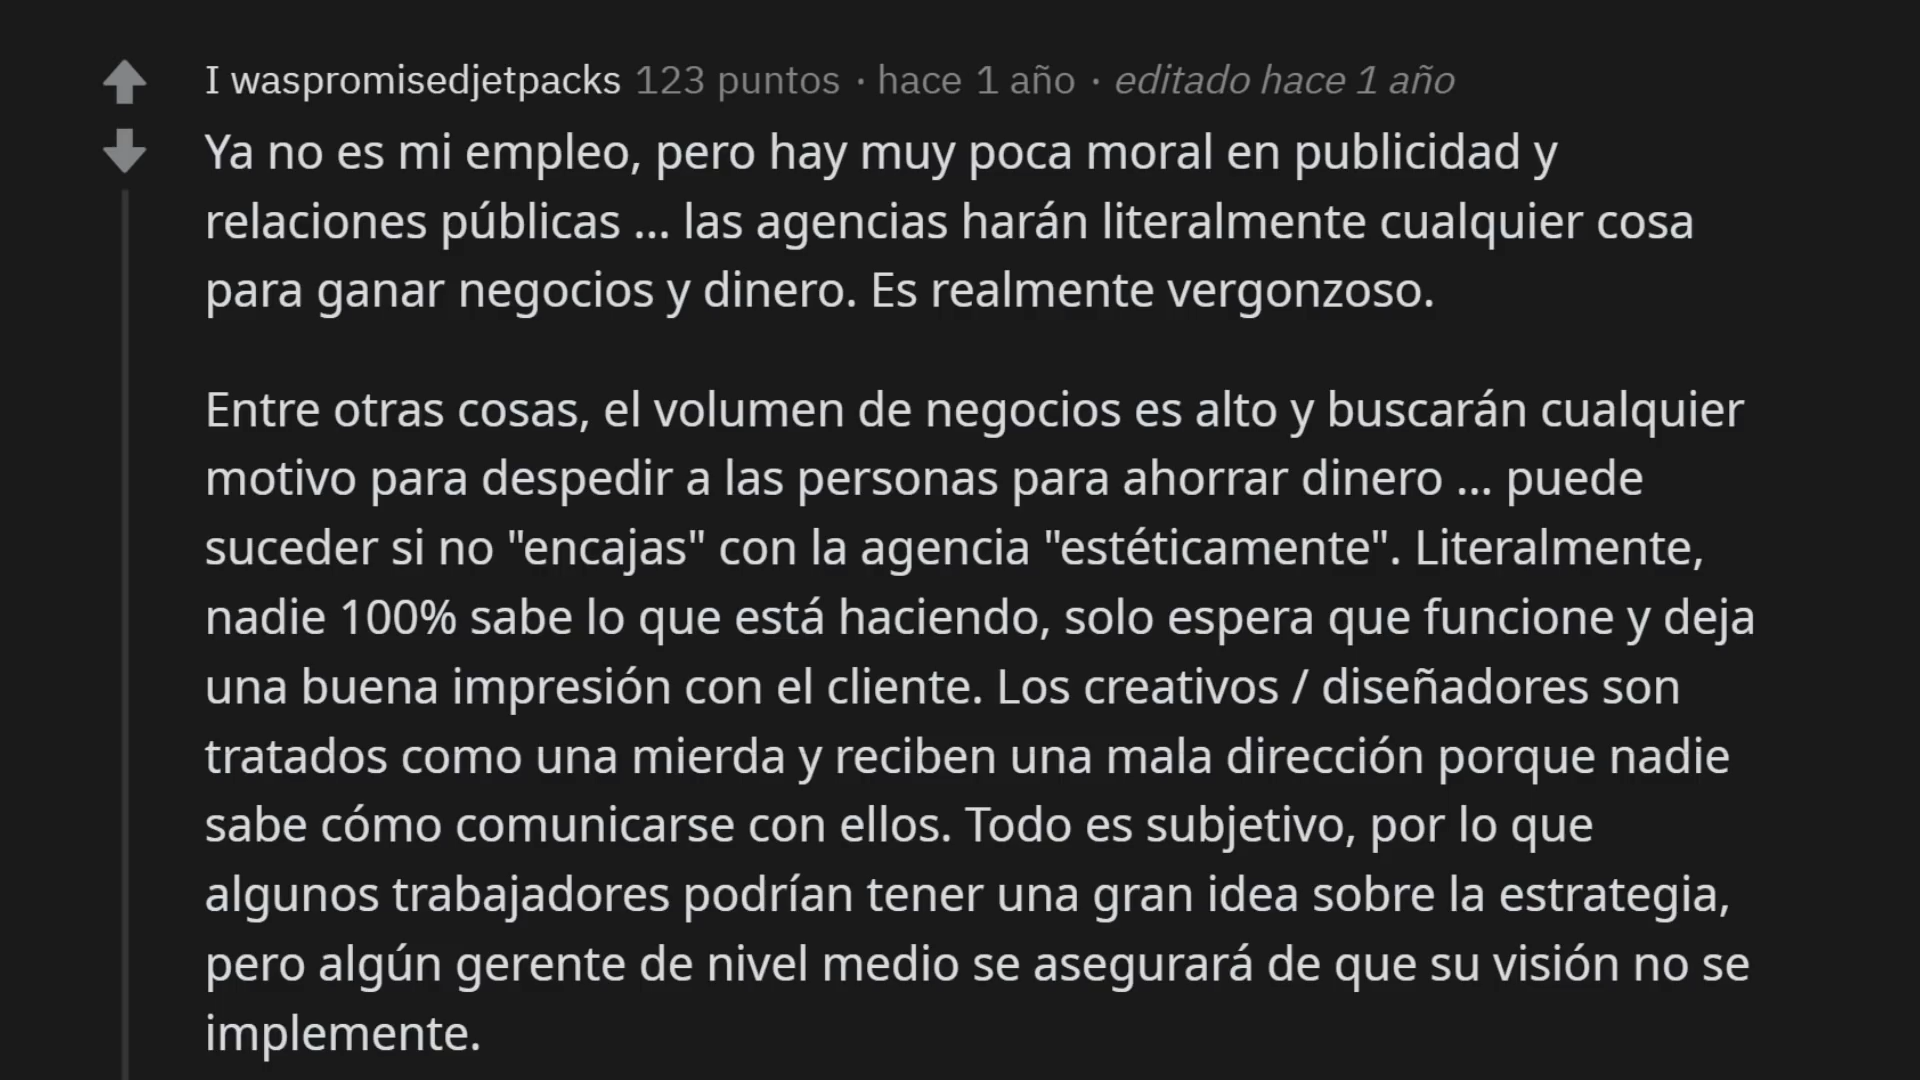 I waspromisedjetpacks 123 puntos · hace 1 año · editado hace 1 año
Ya no es mi empleo, pero hay muy poca moral en publicidad y
relaciones públicas ... las agencias harán literalmente cualquier cosa
para ganar negocios y dinero. Es realmente vergonzoso.
Entre otras cosas, el volumen de negocios es alto y buscarán cualquier
motivo para despedir a las personas para ahorrar dinero ... puede
suceder si no "encajas" con la agencia "estéticamente". Literalmente,
nadie 100% sabe lo que está haciendo, solo espera que funcione y deja
una buena impresión con el cliente. Los creativos / diseñadores son
tratados como una mierda y reciben una mala dirección porque nadie
sabe cómo comunicarse con ellos. Todo es subjetivo, por lo que
algunos trabajadores podrían tener una gran idea sobre la estrategia,
pero algún gerente de nivel medio se asegurará de que su visión no se
implemente.